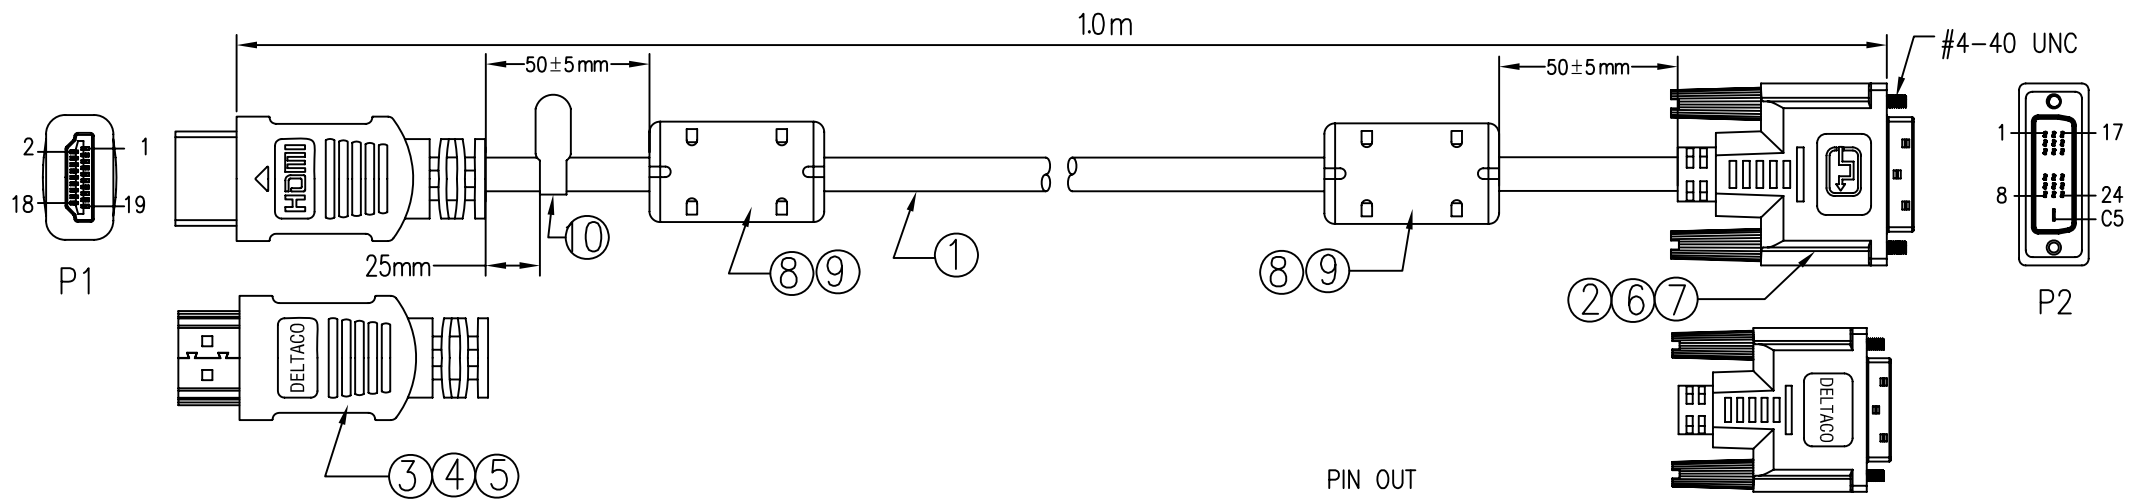 1.0m
#4-40 UNC
50±5mm
50±5mm
2 1
18 19
P1
HDMI
10
25mm
8 9
1
8 9
2 6 7
1 17
8 24
C5
P2
DELTACO
3 4 5
DELTACO
PIN OUT